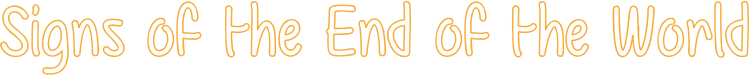 Signs of the End of the World